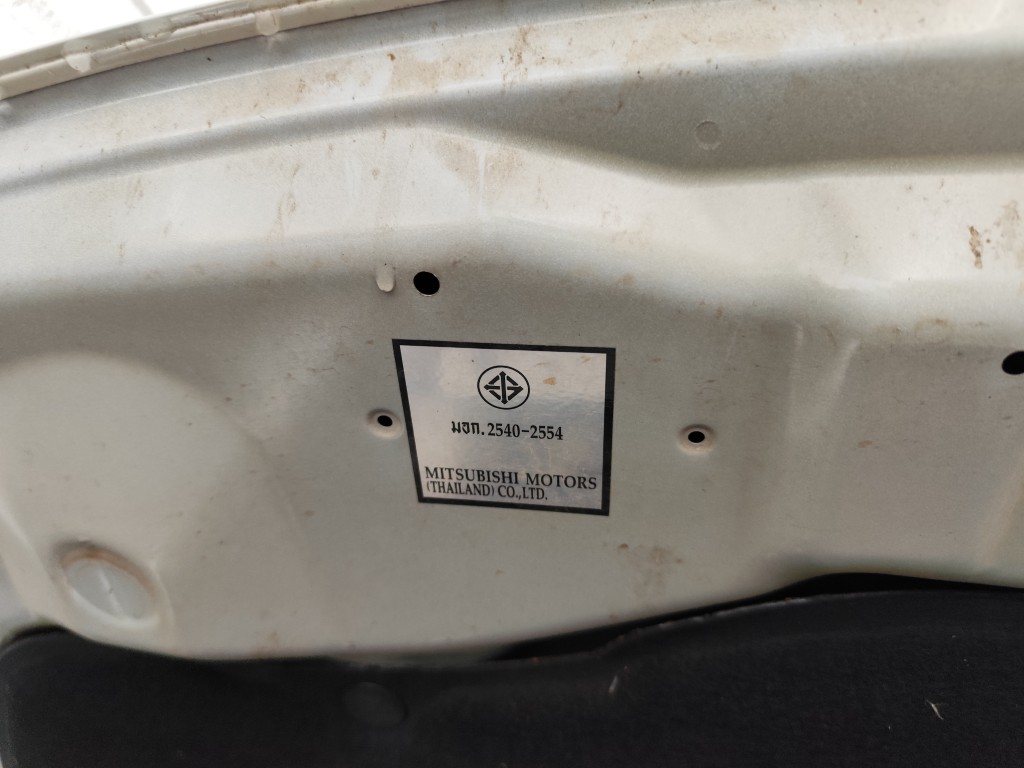 มอก.2540-2554
MITSUBISHI MOTORS
(THAILAND) CO.,LTD.